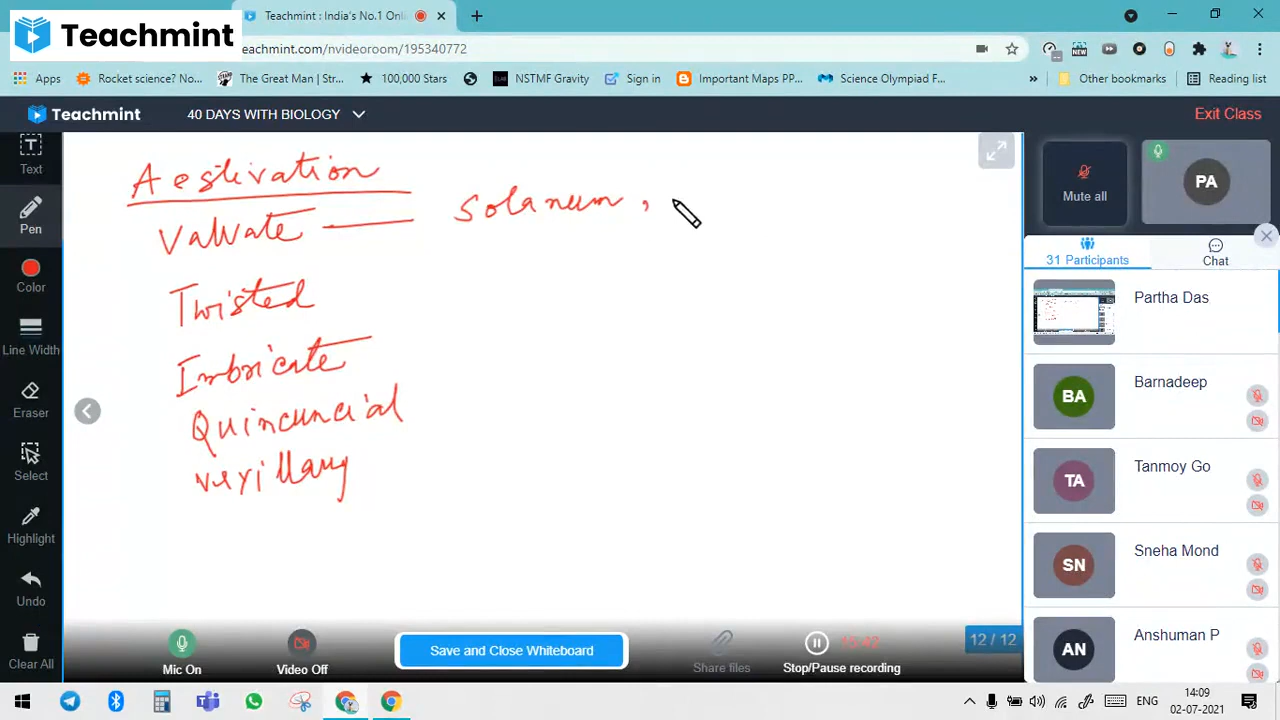 Teachmint
Teachmint : India's No.1 Onl
eachmint.com/nvideoroom/195340772
Apps
Rocket science? No...
The Great Man | Str...
100,000 Stars
NSTMF Gravity
Sign in
Important Maps PP...
Science Olympiad F...
»
Other bookmarks
Reading list
Teachmint
40 DAYS WITH BIOLOGY
Exit Class
Text
Pen
Color
Line Width
Eraser
Select
Highlight
Undo
Clear All
Aestivation
Valvate — Solanum ,
Twisted
Imbricate
Quincuncial
vexillary
Mute all
PA
31 Participants
Chat
Partha Das
BA
Barnadeep
TA
Tanmoy Go
SN
Sneha Mond
AN
Anshuman P
Mic On
Video Off
Save and Close Whiteboard
Share files
15:42
Stop/Pause recording
12 / 12
ENG
14:09
02-07-2021